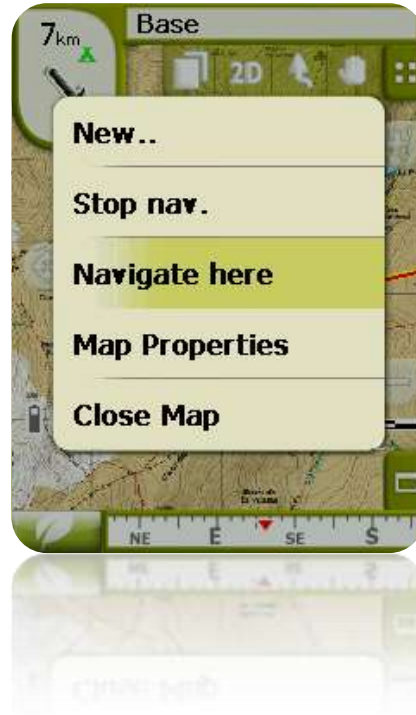 7km
Base
2D
New..
Stop nav.
Navigate here
Map Properties
Close Map
NE E SE S